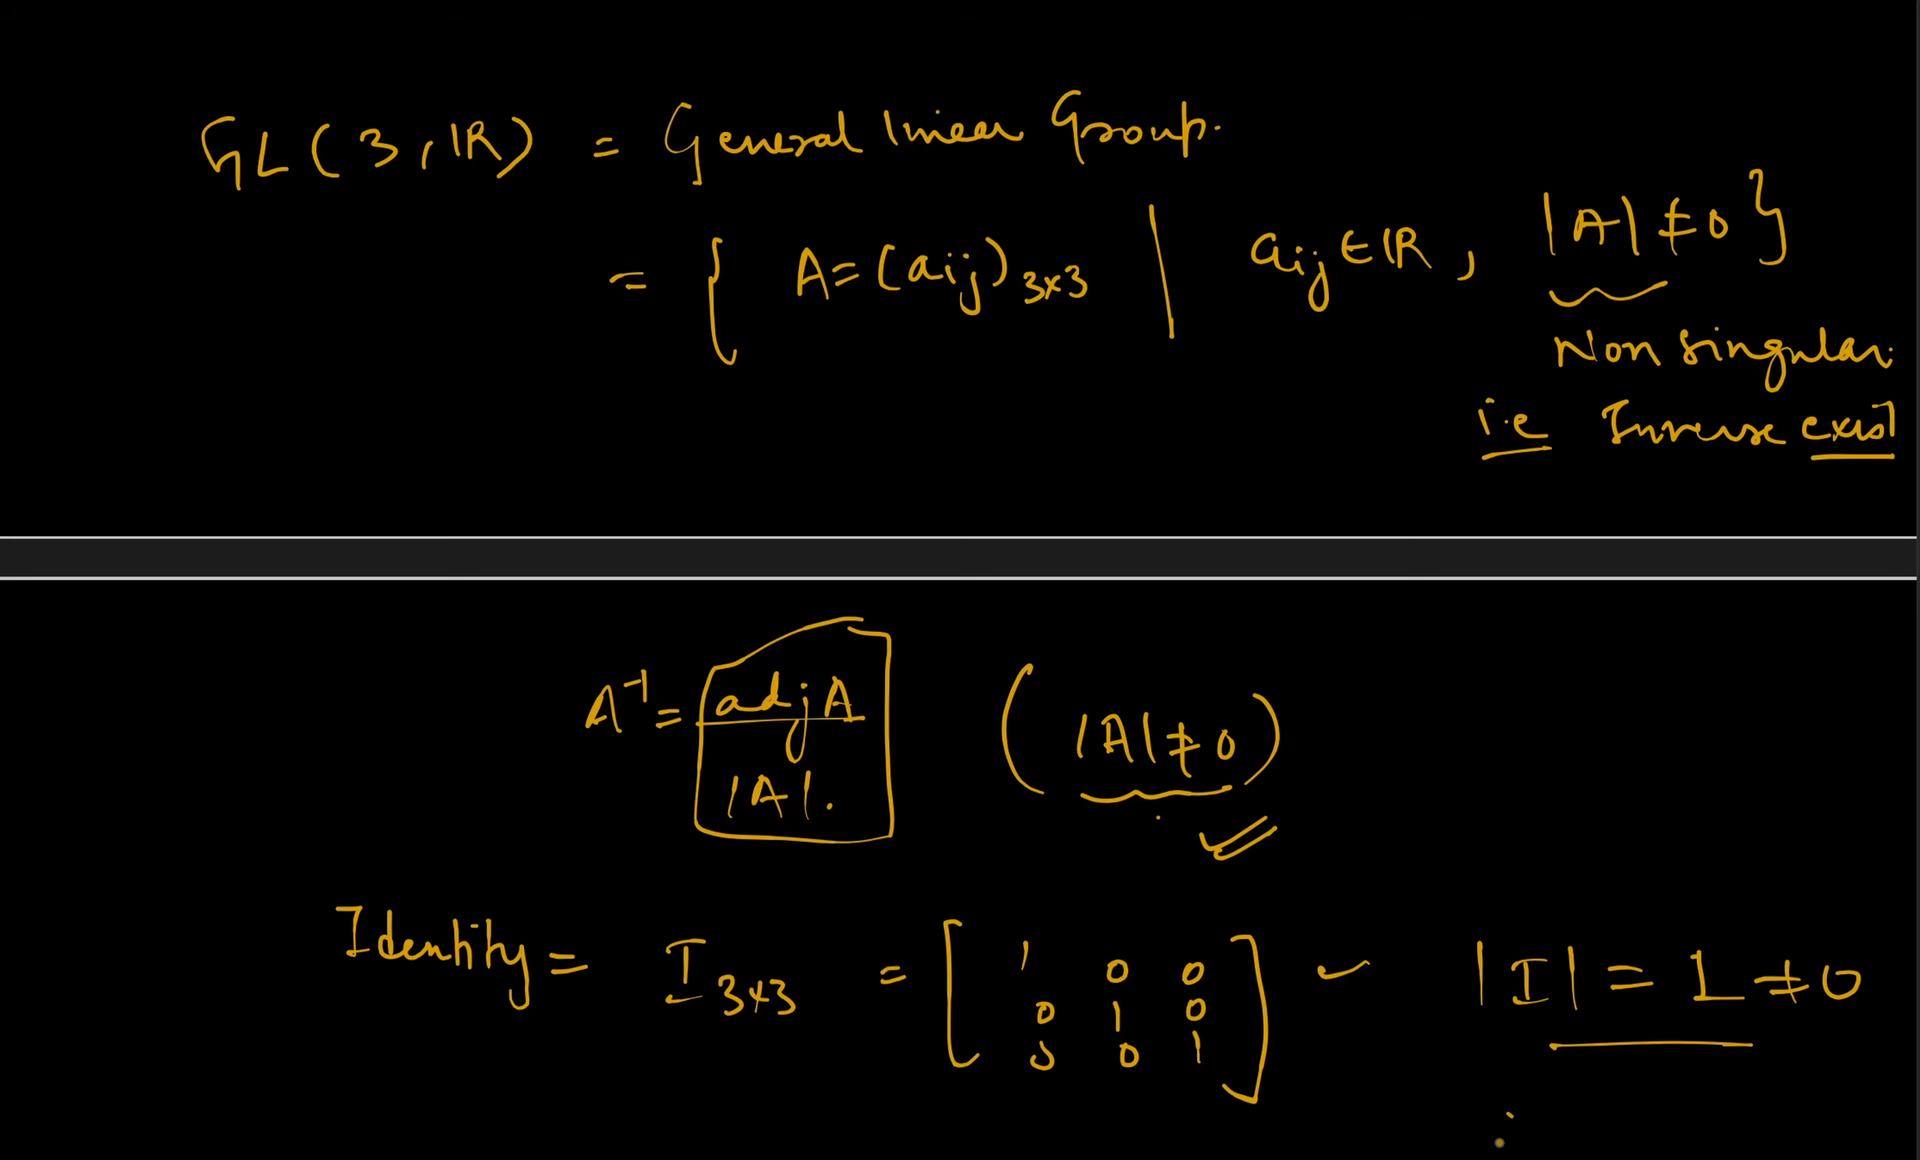 GL(3, ℝ) = General linear Group.
= { A = (aij)3×3 | aij ∈ ℝ, |A| ≠ 0 }
Non singular.
i.e Inverse exist
A⁻¹ = adj A / |A|. ( |A| ≠ 0 )
Identity = I3×3 = [ 1 0 0
0 1 0
0 0 1 ] |I| = 1 ≠ 0